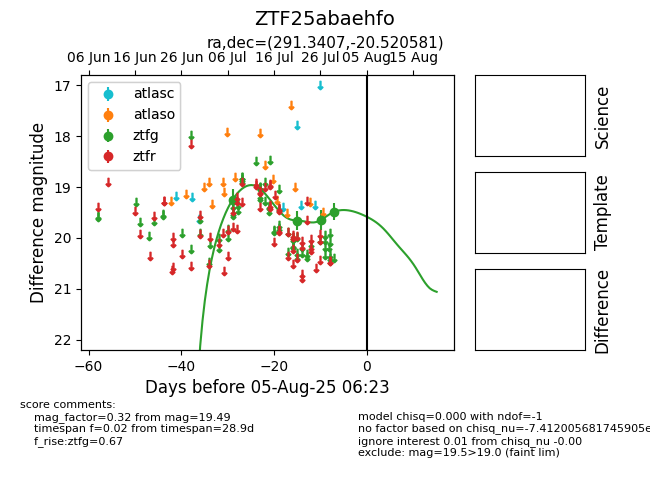 ZTF25abaehfo
ra,dec=(291.3407,-20.520581)
06 Jun 16 Jun 26 Jun 06 Jul 16 Jul 26 Jul 05 Aug 15 Aug
17
18
19
20
21
22
Difference magnitude
atlasc
atlaso
ztfg
ztfr
−60 −40 −20 0
Days before 05-Aug-25 06:23
Science
Template
Difference
score comments:
mag_factor=0.32 from mag=19.49
timespan f=0.02 from timespan=28.9d
f_rise:ztfg=0.67
model chisq=0.000 with ndof=-1
no factor based on chisq_nu=-7.412005681745905e
ignore interest 0.01 from chisq_nu -0.00
exclude: mag=19.5>19.0 (faint lim)